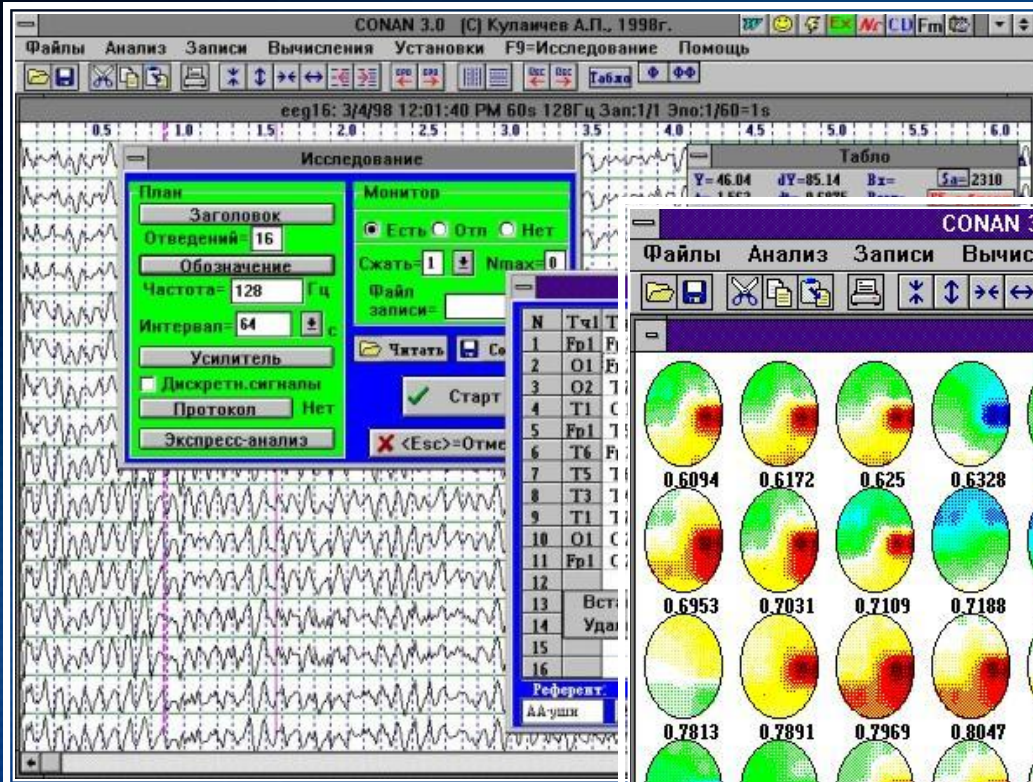 CONAN 3.0 (C) Кулаичев А.П., 1998г.
Ex Nc CD Fm
Файлы Анализ Записи Вычисления Установки F9=Исследование Помощь
Табло Ф ФФ
eeg16: 3/4/98 12:01:40 PM 60s 128Гц Зап:1/1 Эпо:1/60=1s
0.5 1.0 1.5 2.0 2.5 3.0 3.5 4.0 4.5 5.0 5.5 6.0
Исследование
План
Заголовок
Отведений= 16
Обозначение
Частота= 128 Гц
Интервал= 64 с
Усилитель
Дискретн.сигналы
Протокол Нет
Экспресс-анализ
Монитор
Есть Отл Нет
Сжать= 1 Nmax= 0
Файл
записи=
Читать
Старт
<Esc>=Отме
Табло
Y= 46.04 dY=85.14 Bx= Sa= 2310
N Тч1
1 Fp1
2 O1
3 O2
4 T1
5 Fp1
6 T6
7 T5
8 T3
9 T1
10 O1
11 Fp1
12
13
14
15
16
Референт:
АА-уши
CONAN 3
Файлы Анализ Записи Вычис
0.6094 0.6172 0.625 0.6328
0.6953 0.7031 0.7109 0.7188
0.7813 0.7891 0.7969 0.8047